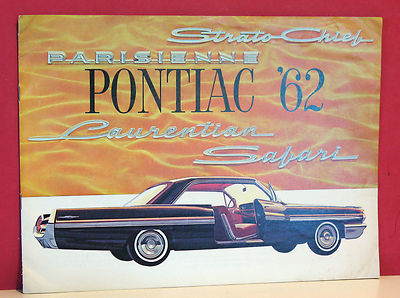 Strato-Chief
PARISIENNE
PONTIAC '62
Laurentian
Safari